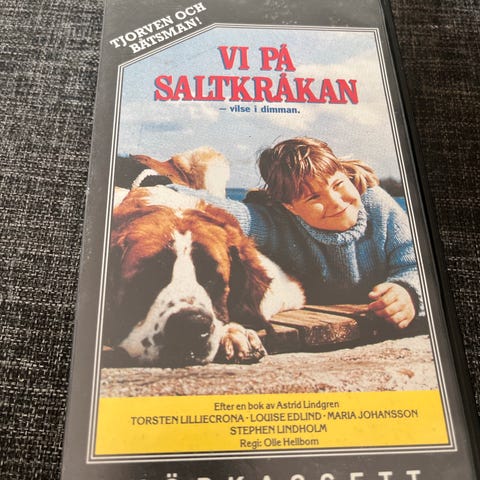 TJORVEN OCH
BÅTSMAN!
VI PÅ
SALTKRÅKAN
– vilse i dimman.
Efter en bok av Astrid Lindgren
TORSTEN LILLIECRONA · LOUISE EDLIND · MARIA JOHANSSON
STEPHEN LINDHOLM
Regi: Olle Hellbom